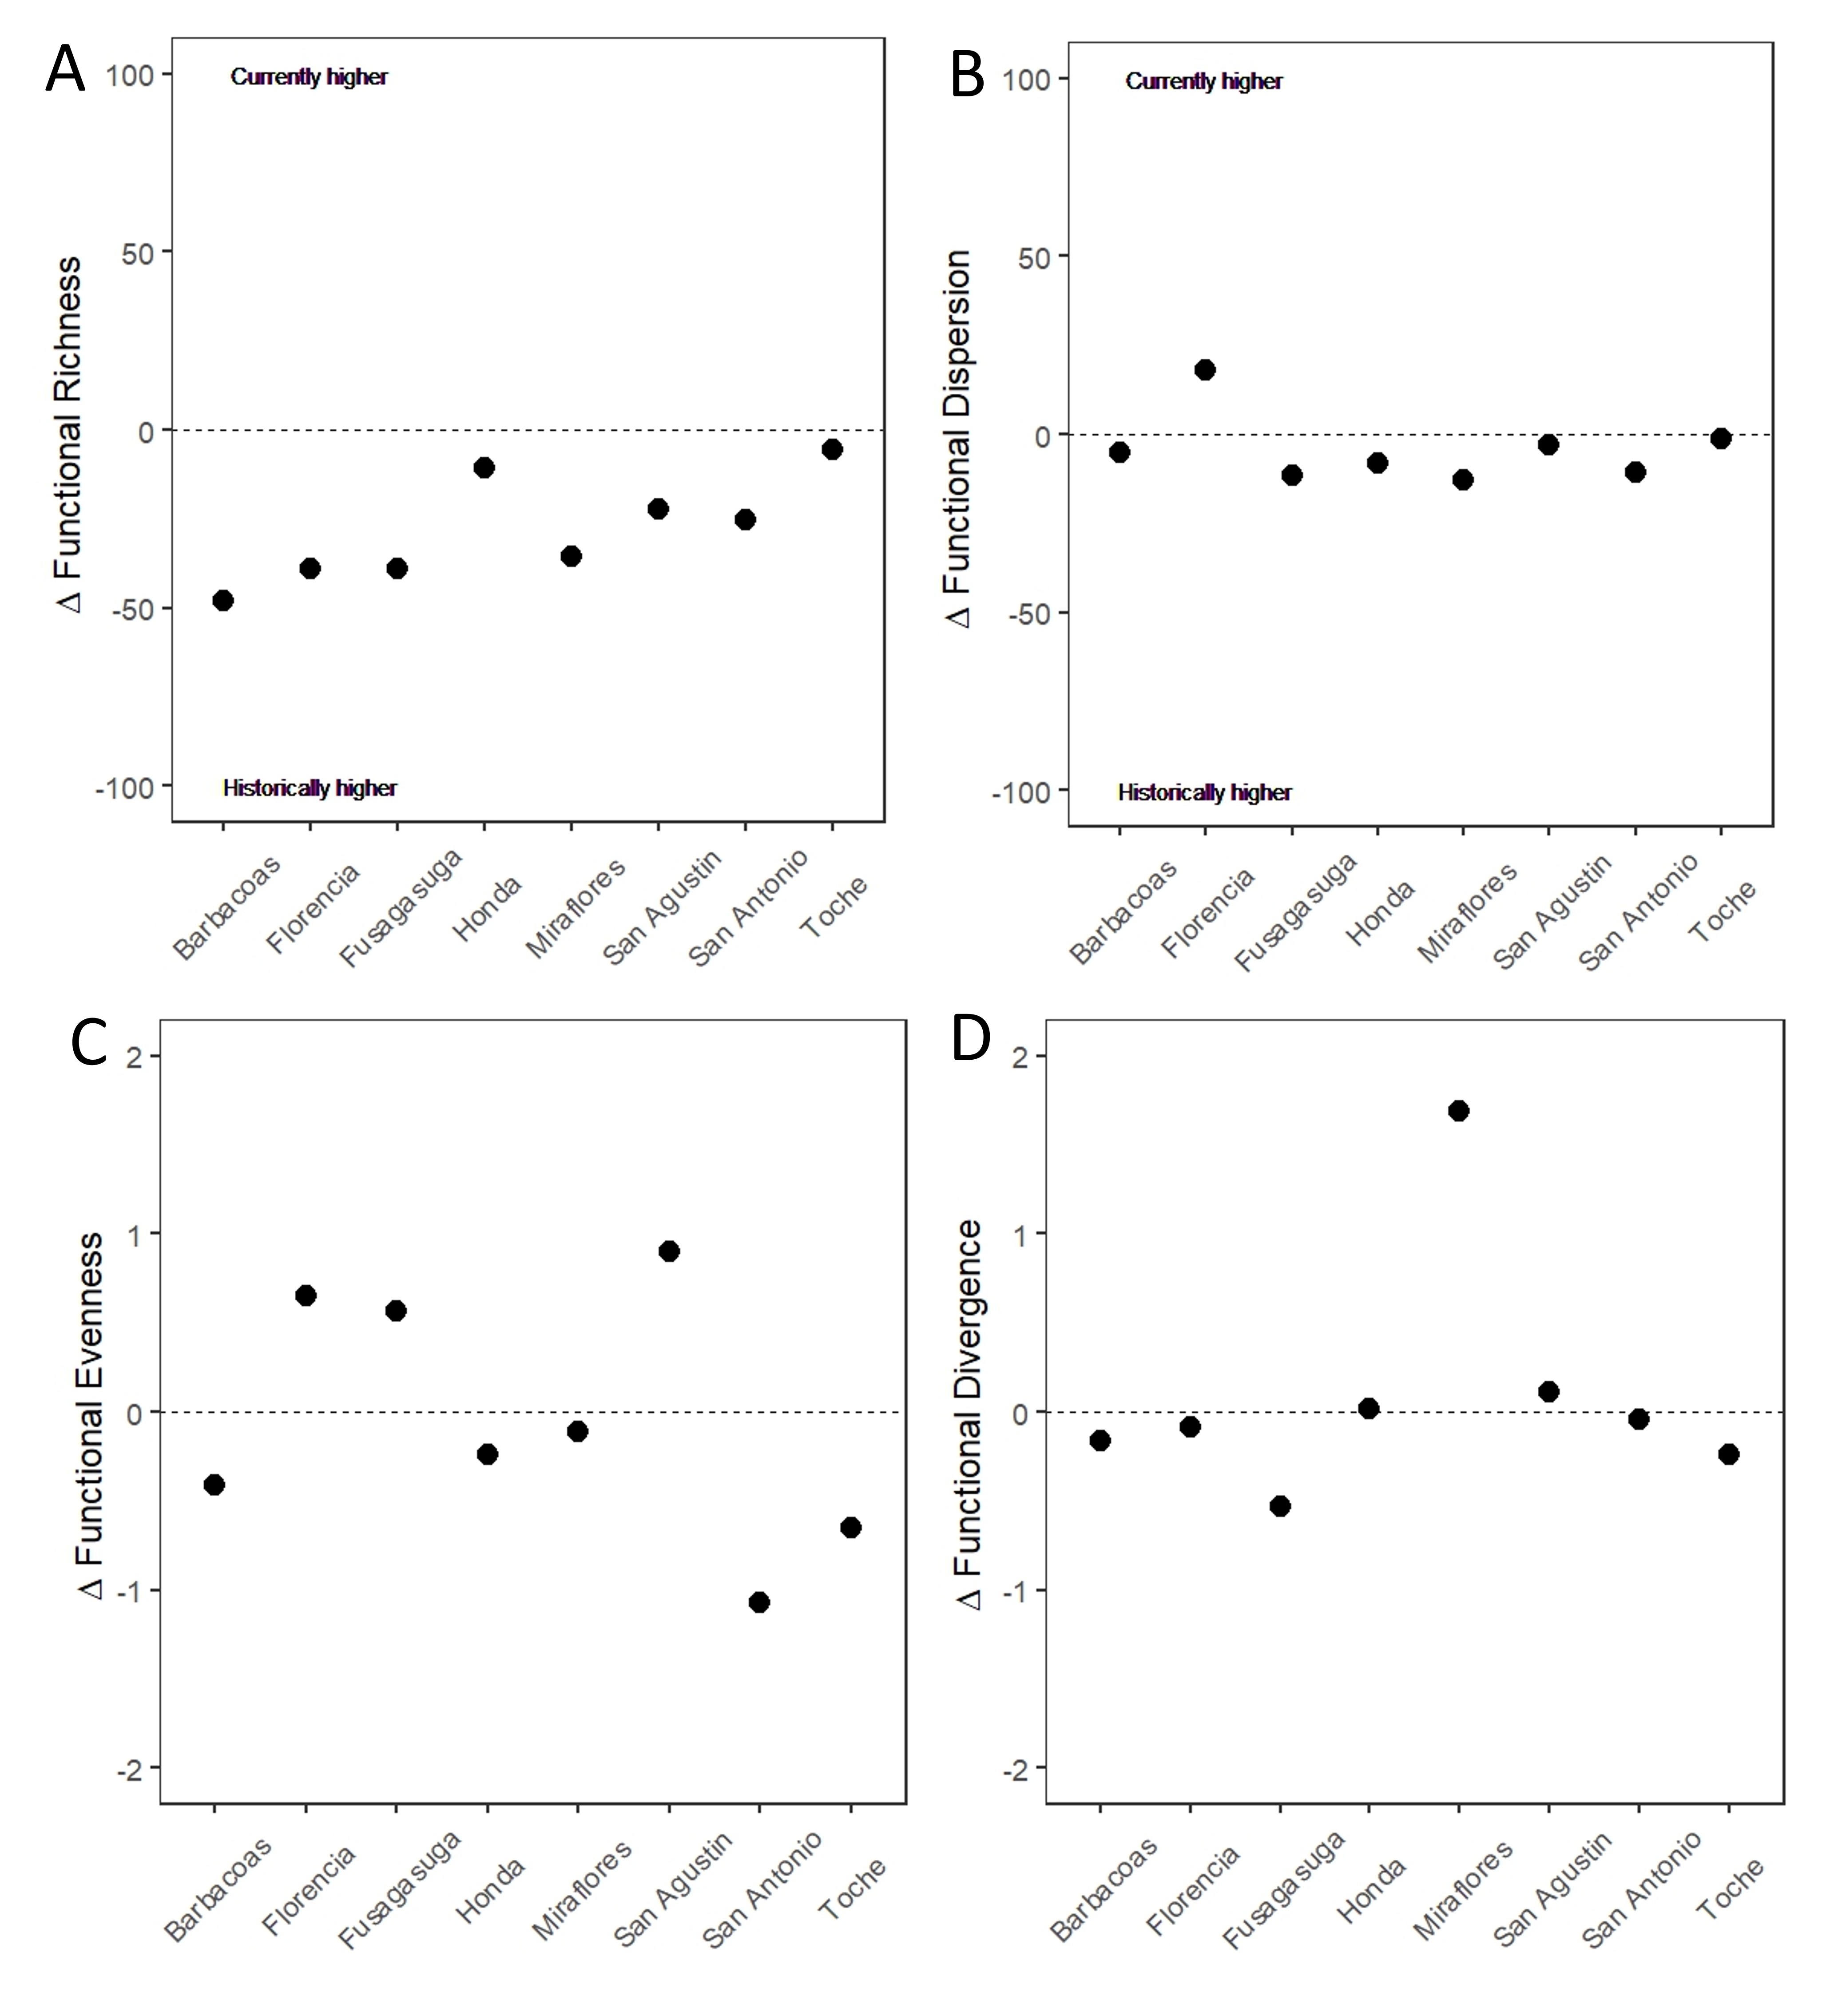 A
Δ Functional Richness
100
50
0
-50
-100
Currently higher
Historically higher
Barbacoas
Florencia
Fusagasuga
Honda
Miraflores
San Agustin
San Antonio
Toche
B
Δ Functional Dispersion
100
50
0
-50
-100
Currently higher
Historically higher
Barbacoas
Florencia
Fusagasuga
Honda
Miraflores
San Agustin
San Antonio
Toche
C
Δ Functional Evenness
2
1
0
-1
-2
Barbacoas
Florencia
Fusagasuga
Honda
Miraflores
San Agustin
San Antonio
Toche
D
Δ Functional Divergence
2
1
0
-1
-2
Barbacoas
Florencia
Fusagasuga
Honda
Miraflores
San Agustin
San Antonio
Toche